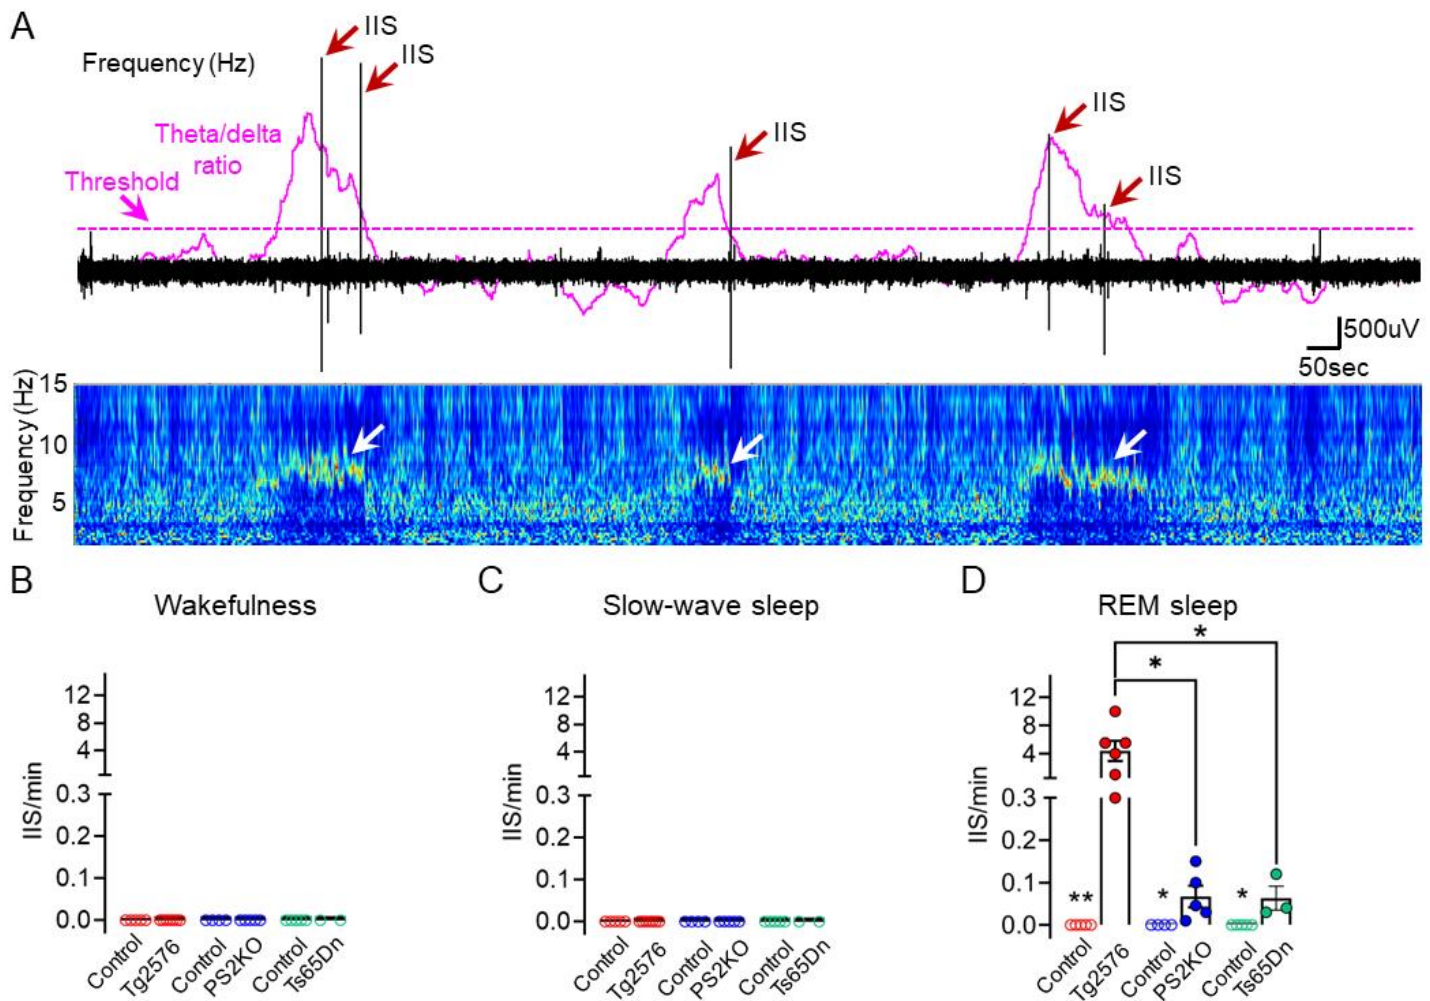 A
IIS
IIS
Frequency (Hz)
IIS
Theta/delta
ratio
IIS
Threshold
IIS
500uV
50sec
Frequency (Hz)
15
10
5
B
Wakefulness
IIS/min
12
8
4
0.3
0.2
0.1
0.0
Control
Tg2576
Control
PS2KO
Control
Ts65Dn
C
Slow-wave sleep
IIS/min
12
8
4
0.3
0.2
0.1
0.0
Control
Tg2576
Control
PS2KO
Control
Ts65Dn
D
REM sleep
*
*
IIS/min
12
8
4
0.3
0.2
0.1
0.0
**
*
*
Control
Tg2576
Control
PS2KO
Control
Ts65Dn